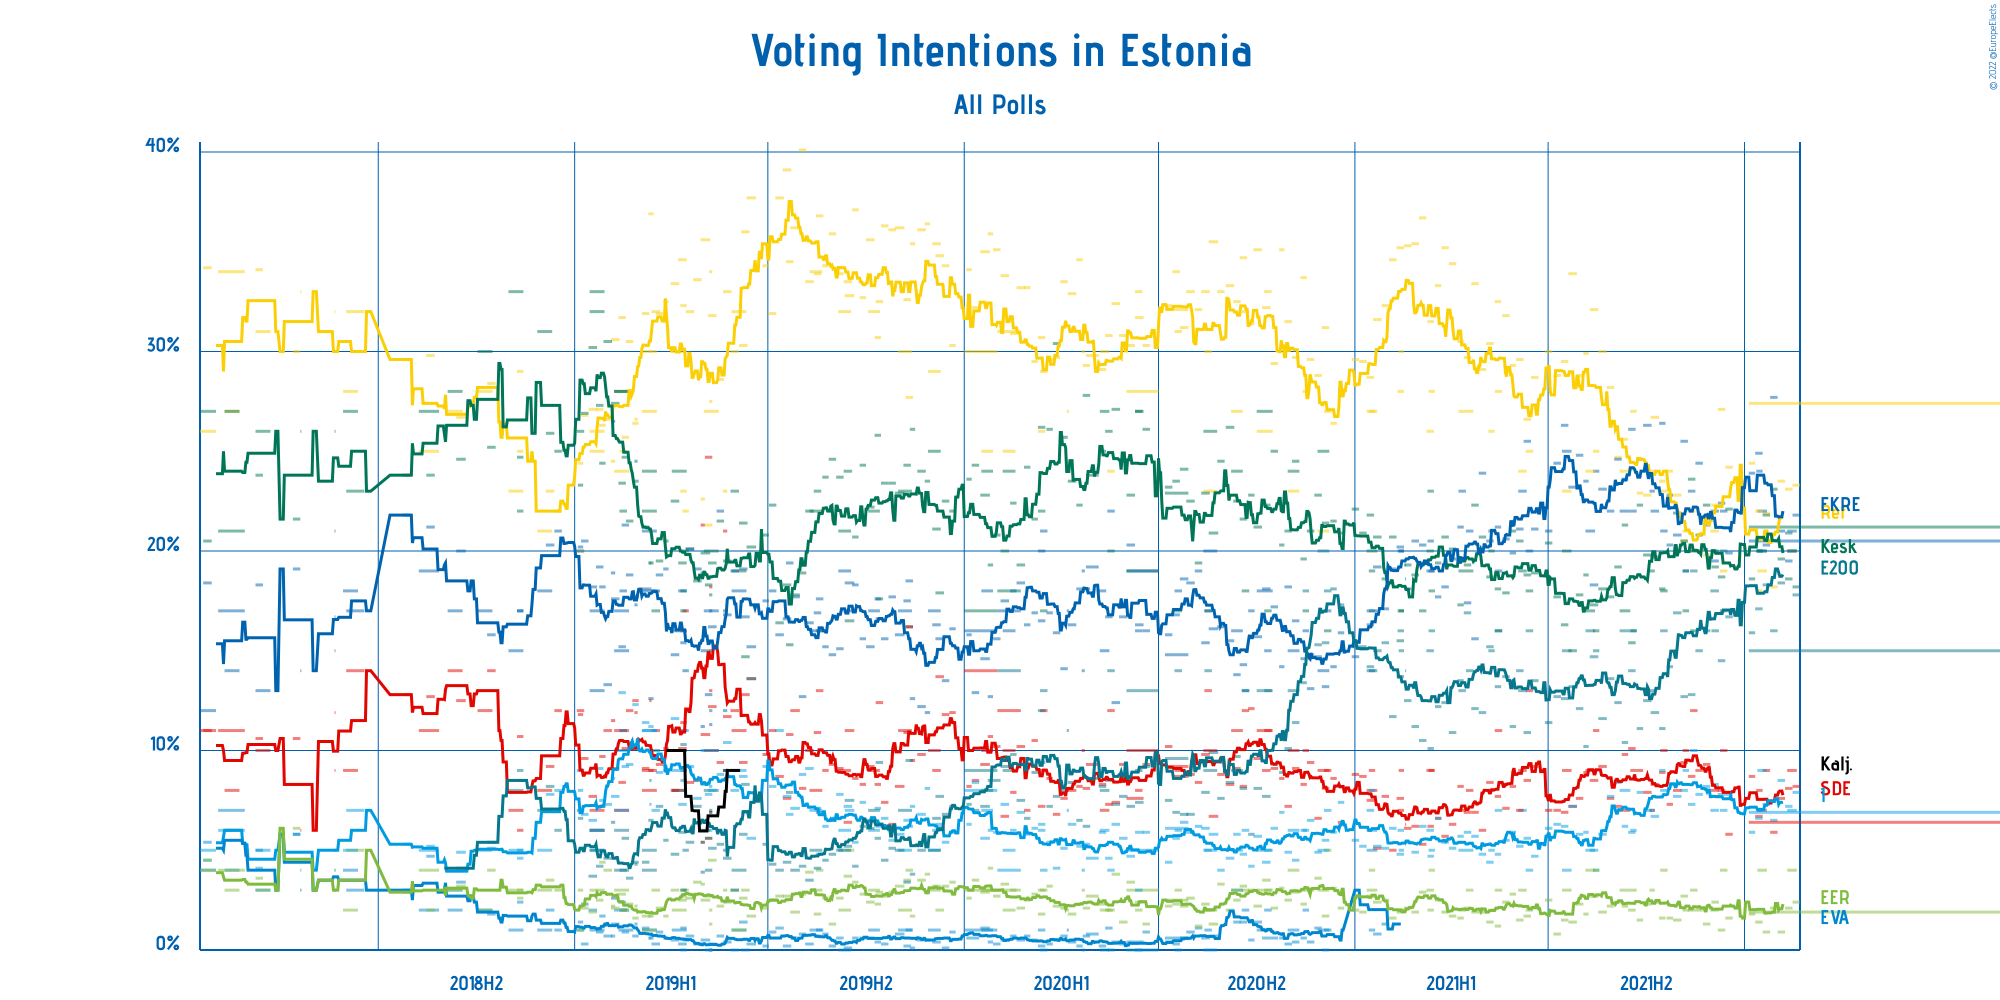 Voting Intentions in Estonia
All Polls
© 2022 @EuropeElects
40%
30%
20%
10%
0%
EKRE
Ref
Kesk
E200
Kalj.
SDE
I
EER
EVA
2018H2
2019H1
2019H2
2020H1
2020H2
2021H1
2021H2